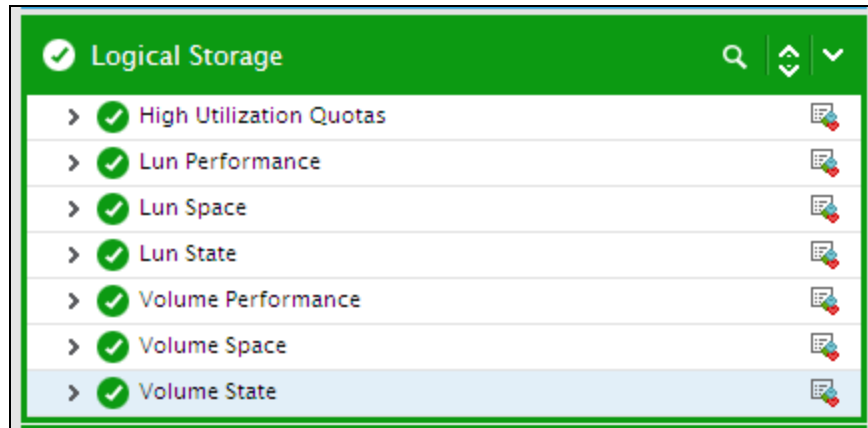 Logical Storage
High Utilization Quotas
Lun Performance
Lun Space
Lun State
Volume Performance
Volume Space
Volume State